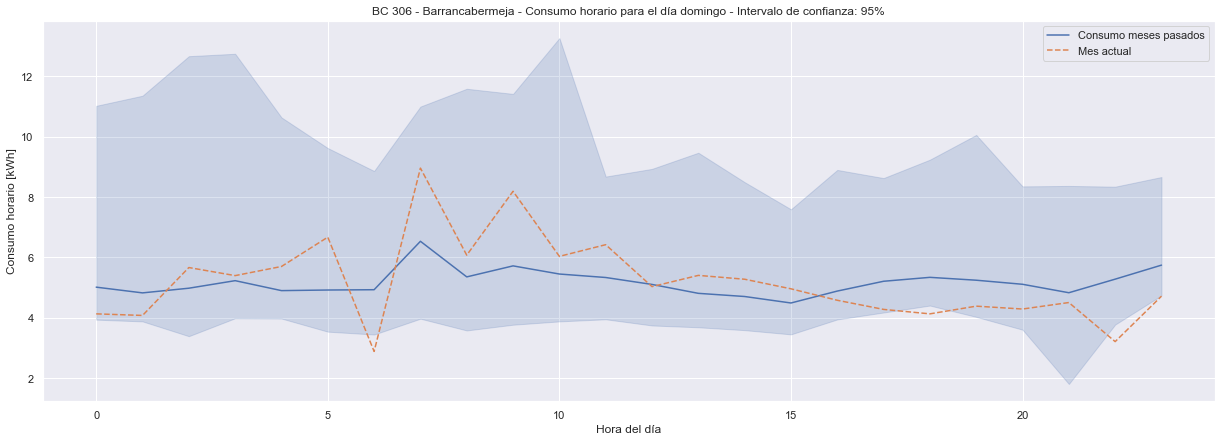 BC 306 - Barrancabermeja - Consumo horario para el día domingo - Intervalo de confianza: 95%
Consumo meses pasados
Mes actual
Consumo horario [kWh]
12
10
8
6
4
2
0 5 10 15 20
Hora del día